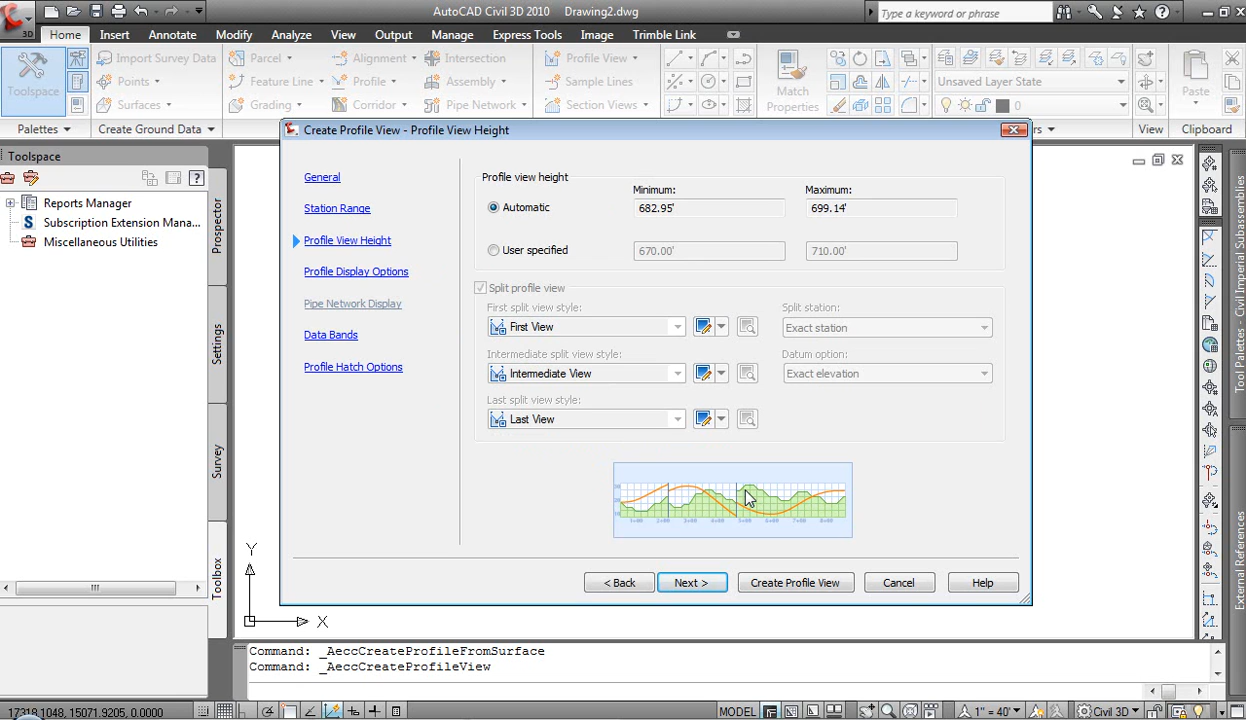 AutoCAD Civil 3D 2010 Drawing2.dwg
Type a keyword or phrase
3D
Home Insert Annotate Modify Analyze View Output Manage Express Tools Image Trimble Link
Toolspace
Import Survey Data
Points
Surfaces
Parcel
Feature Line
Grading
Alignment
Profile
Corridor
Intersection
Assembly
Pipe Network
Profile View
Sample Lines
Section Views
Match
Properties
Unsaved Layer State
0
Paste
Palettes
Create Ground Data
View
Clipboard
Toolspace
Reports Manager
Subscription Extension Mana...
Miscellaneous Utilities
Prospector
Settings
Survey
Toolbox
Create Profile View - Profile View Height
General
Station Range
Profile View Height
Profile Display Options
Pipe Network Display
Data Bands
Profile Hatch Options
Profile view height
Minimum:
Maximum:
Automatic
682.95'
699.14'
User specified
670.00'
710.00'
Split profile view
First split view style:
Split station:
First View
Exact station
Intermediate split view style:
Datum option:
Intermediate View
Exact elevation
Last split view style:
Last View
< Back
Next >
Create Profile View
Cancel
Help
Y
X
Tool Palettes - Civil Imperial Subassemblies
External References
Command: _AeccCreateProfileFromSurface
Command: _AeccCreateProfileView
17318.1048, 15071.9205, 0.0000
MODEL
1" = 40'
Civil 3D